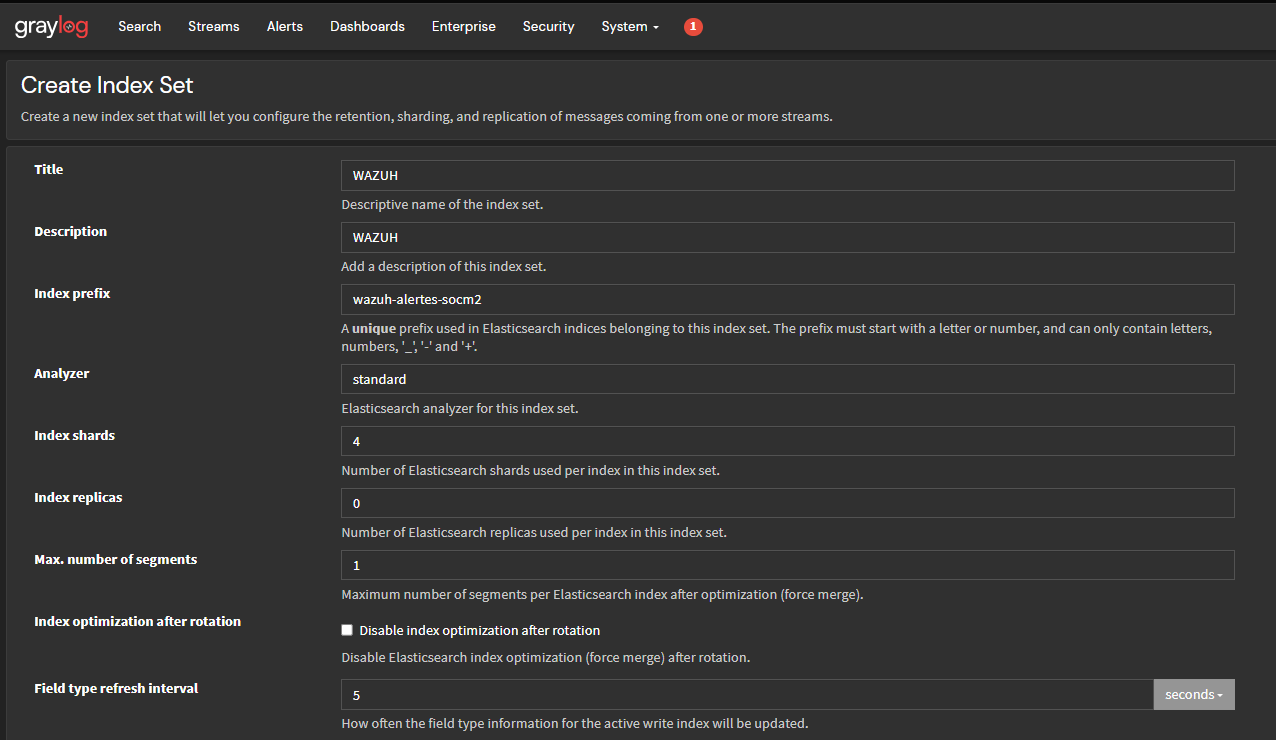 graylog Search Streams Alerts Dashboards Enterprise Security System 1
Create Index Set
Create a new index set that will let you configure the retention, sharding, and replication of messages coming from one or more streams.
Title WAZUH
Descriptive name of the index set.
Description WAZUH
Add a description of this index set.
Index prefix wazuh-alertes-socm2
A unique prefix used in Elasticsearch indices belonging to this index set. The prefix must start with a letter or number, and can only contain letters,
numbers, '_', '-' and '+'.
Analyzer standard
Elasticsearch analyzer for this index set.
Index shards 4
Number of Elasticsearch shards used per index in this index set.
Index replicas 0
Number of Elasticsearch replicas used per index in this index set.
Max. number of segments 1
Maximum number of segments per Elasticsearch index after optimization (force merge).
Index optimization after rotation Disable index optimization after rotation
Disable Elasticsearch index optimization (force merge) after rotation.
Field type refresh interval 5 seconds
How often the field type information for the active write index will be updated.